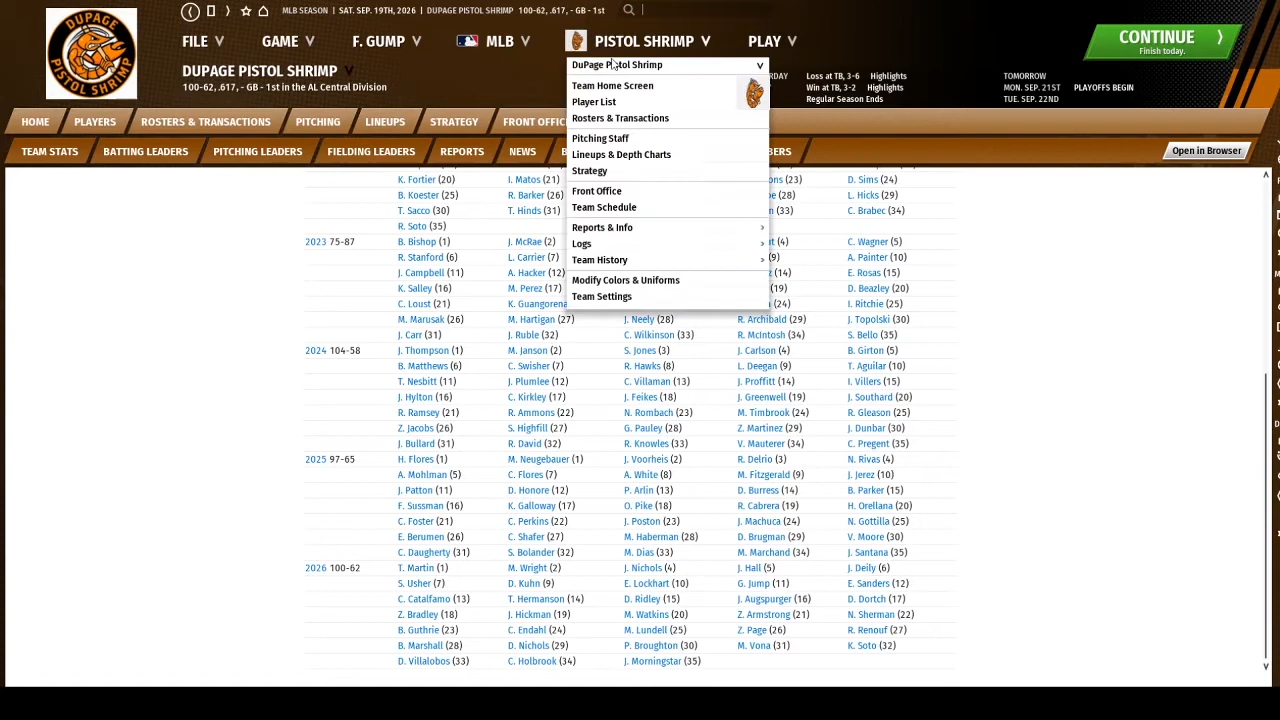 DUPAGE
PISTOL SHRIMP
MLB SEASON | SAT. SEP. 19TH, 2026 | DUPAGE PISTOL SHRIMP 100-62, .617, - GB - 1st
FILE GAME F. GUMP MLB PISTOL SHRIMP PLAY
CONTINUE
Finish today.
DUPAGE PISTOL SHRIMP
100-62, .617, - GB - 1st in the AL Central Division
Loss at TB, 3-6 Highlights
Win at TB, 3-2 Highlights
Regular Season Ends
TOMORROW
MON. SEP. 21ST PLAYOFFS BEGIN
TUE. SEP. 22ND
DuPage Pistol Shrimp
Team Home Screen
Player List
Rosters & Transactions
Pitching Staff
Lineups & Depth Charts
Strategy
Front Office
Team Schedule
Reports & Info
Logs
Team History
Modify Colors & Uniforms
Team Settings
HOME PLAYERS ROSTERS & TRANSACTIONS PITCHING LINEUPS STRATEGY
TEAM STATS BATTING LEADERS PITCHING LEADERS FIELDING LEADERS REPORTS NEWS
Open in Browser
K. Fortier (20) I. Matos (21) (23) D. Sims (24)
B. Koester (25) R. Barker (26) (28) L. Hicks (29)
T. Sacco (30) T. Hinds (31) (33) C. Brabec (34)
R. Soto (35)
2023 75-87 B. Bishop (1) J. McRae (2) (4) C. Wagner (5)
R. Stanford (6) L. Carrier (7) (9) A. Painter (10)
J. Campbell (11) A. Hacker (12) (14) E. Rosas (15)
K. Salley (16) M. Perez (17) (19) D. Beazley (20)
C. Loust (21) K. Guangorena (24) I. Ritchie (25)
M. Marusak (26) M. Hartigan (27) J. Neely (28) R. Archibald (29) J. Topolski (30)
J. Carr (31) J. Ruble (32) C. Wilkinson (33) R. McIntosh (34) S. Bello (35)
2024 104-58 J. Thompson (1) M. Janson (2) S. Jones (3) J. Carlson (4) B. Girton (5)
B. Matthews (6) C. Swisher (7) R. Hawks (8) L. Deegan (9) T. Aguilar (10)
T. Nesbitt (11) J. Plumlee (12) C. Villaman (13) J. Proffitt (14) I. Villers (15)
J. Hylton (16) C. Kirkley (17) J. Feikes (18) J. Greenwell (19) J. Southard (20)
R. Ramsey (21) R. Ammons (22) N. Rombach (23) M. Timbrook (24) R. Gleason (25)
Z. Jacobs (26) S. Highfill (27) G. Pauley (28) Z. Martinez (29) J. Dunbar (30)
J. Bullard (31) R. David (32) R. Knowles (33) V. Mauterer (34) C. Pregent (35)
2025 97-65 H. Flores (1) M. Neugebauer (1) J. Voorheis (2) R. Delrio (3) N. Rivas (4)
A. Mohlman (5) C. Flores (7) A. White (8) M. Fitzgerald (9) J. Jerez (10)
J. Patton (11) D. Honore (12) P. Arlin (13) D. Burress (14) B. Parker (15)
F. Sussman (16) K. Galloway (17) O. Pike (18) R. Cabrera (19) H. Orellana (20)
C. Foster (21) C. Perkins (22) J. Poston (23) J. Machuca (24) N. Gottilla (25)
E. Berumen (26) C. Shafer (27) M. Haberman (28) D. Brugman (29) V. Moore (30)
C. Daugherty (31) S. Bolander (32) M. Dias (33) M. Marchand (34) J. Santana (35)
2026 100-62 T. Martin (1) M. Wright (2) J. Nichols (4) J. Hall (5) J. Deily (6)
S. Usher (7) D. Kuhn (9) E. Lockhart (10) G. Jump (11) E. Sanders (12)
C. Catalfamo (13) T. Hermanson (14) D. Ridley (15) J. Augspurger (16) D. Dortch (17)
Z. Bradley (18) J. Hickman (19) M. Watkins (20) Z. Armstrong (21) N. Sherman (22)
B. Guthrie (23) C. Endahl (24) M. Lundell (25) Z. Page (26) R. Renouf (27)
B. Marshall (28) D. Nichols (29) P. Broughton (30) M. Vona (31) K. Soto (32)
D. Villalobos (33) C. Holbrook (34) J. Morningstar (35)